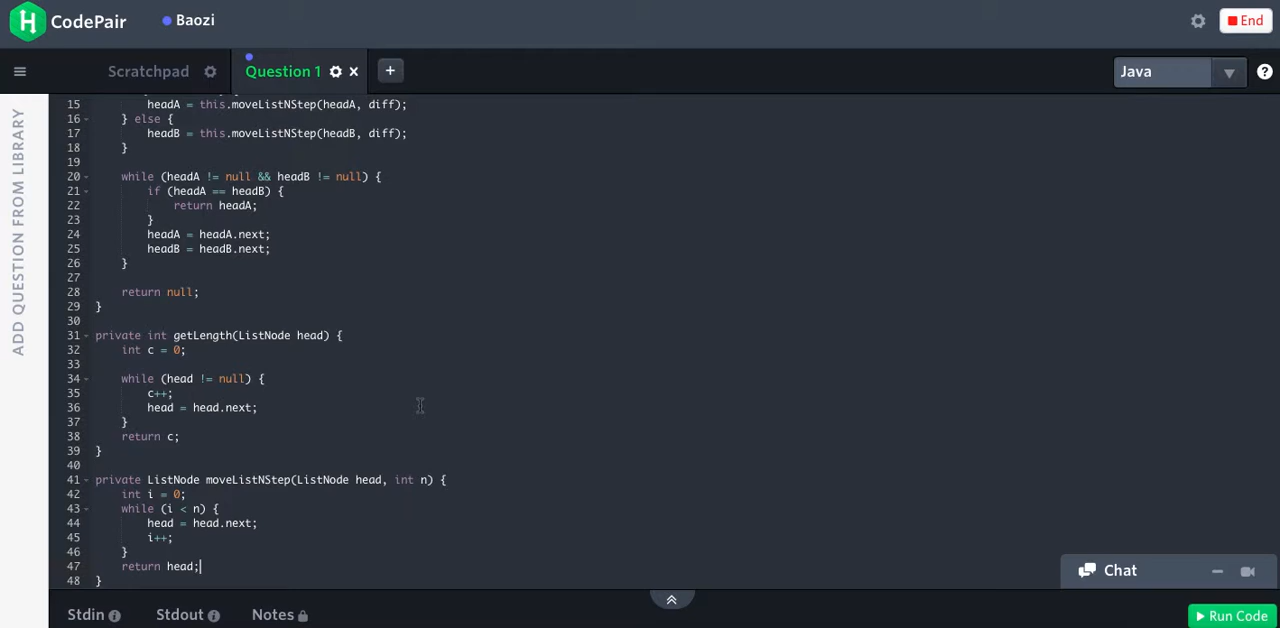 H CodePair Baozi End
Scratchpad Question 1 × + Java ?
ADD QUESTION FROM LIBRARY
15 headA = this.moveListNStep(headA, diff);
16 } else {
17 headB = this.moveListNStep(headB, diff);
18 }
19
20 while (headA != null && headB != null) {
21 if (headA == headB) {
22 return headA;
23 }
24 headA = headA.next;
25 headB = headB.next;
26 }
27
28 return null;
29 }
30
31 private int getLength(ListNode head) {
32 int c = 0;
33
34 while (head != null) {
35 c++;
36 head = head.next;
37 }
38 return c;
39 }
40
41 private ListNode moveListNStep(ListNode head, int n) {
42 int i = 0;
43 while (i < n) {
44 head = head.next;
45 i++;
46 }
47 return head;
48 }
Chat
Stdin Stdout Notes Run Code